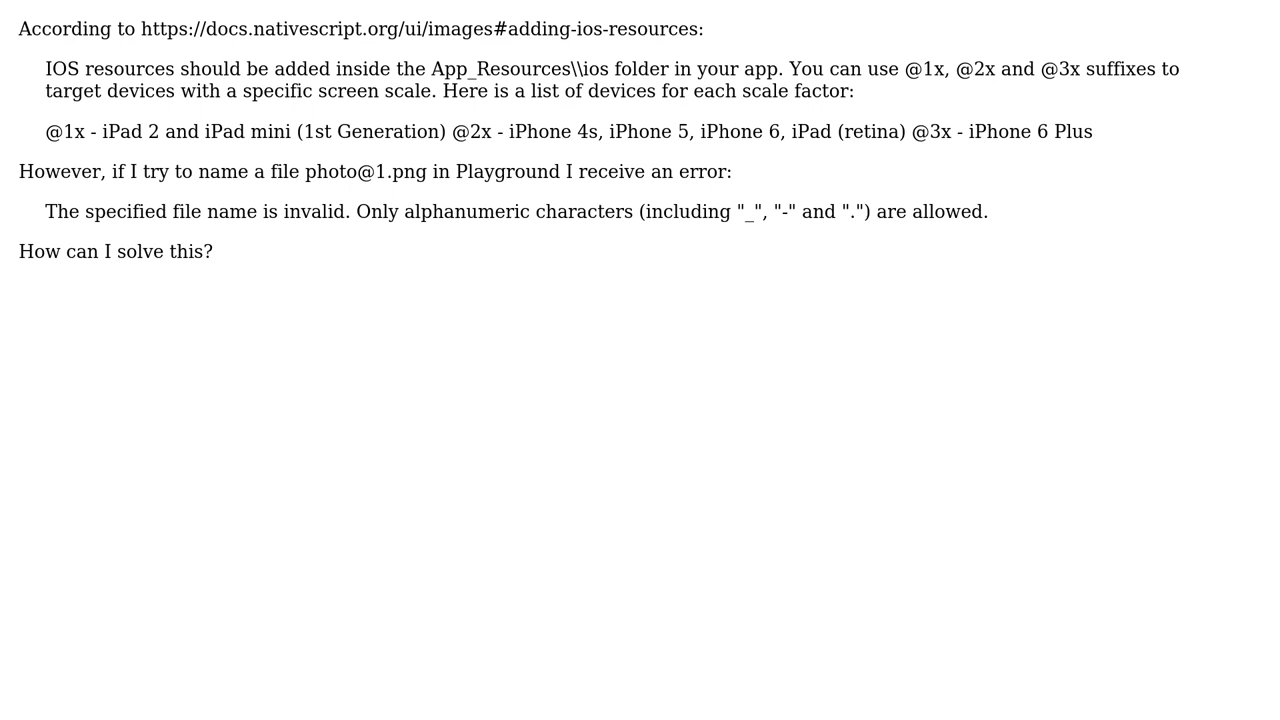 According to https://docs.nativescript.org/ui/images#adding-ios-resources:
IOS resources should be added inside the App_Resources\\ios folder in your app. You can use @1x, @2x and @3x suffixes to
target devices with a specific screen scale. Here is a list of devices for each scale factor:
@1x - iPad 2 and iPad mini (1st Generation) @2x - iPhone 4s, iPhone 5, iPhone 6, iPad (retina) @3x - iPhone 6 Plus
However, if I try to name a file photo@1.png in Playground I receive an error:
The specified file name is invalid. Only alphanumeric characters (including "_", "-" and ".") are allowed.
How can I solve this?